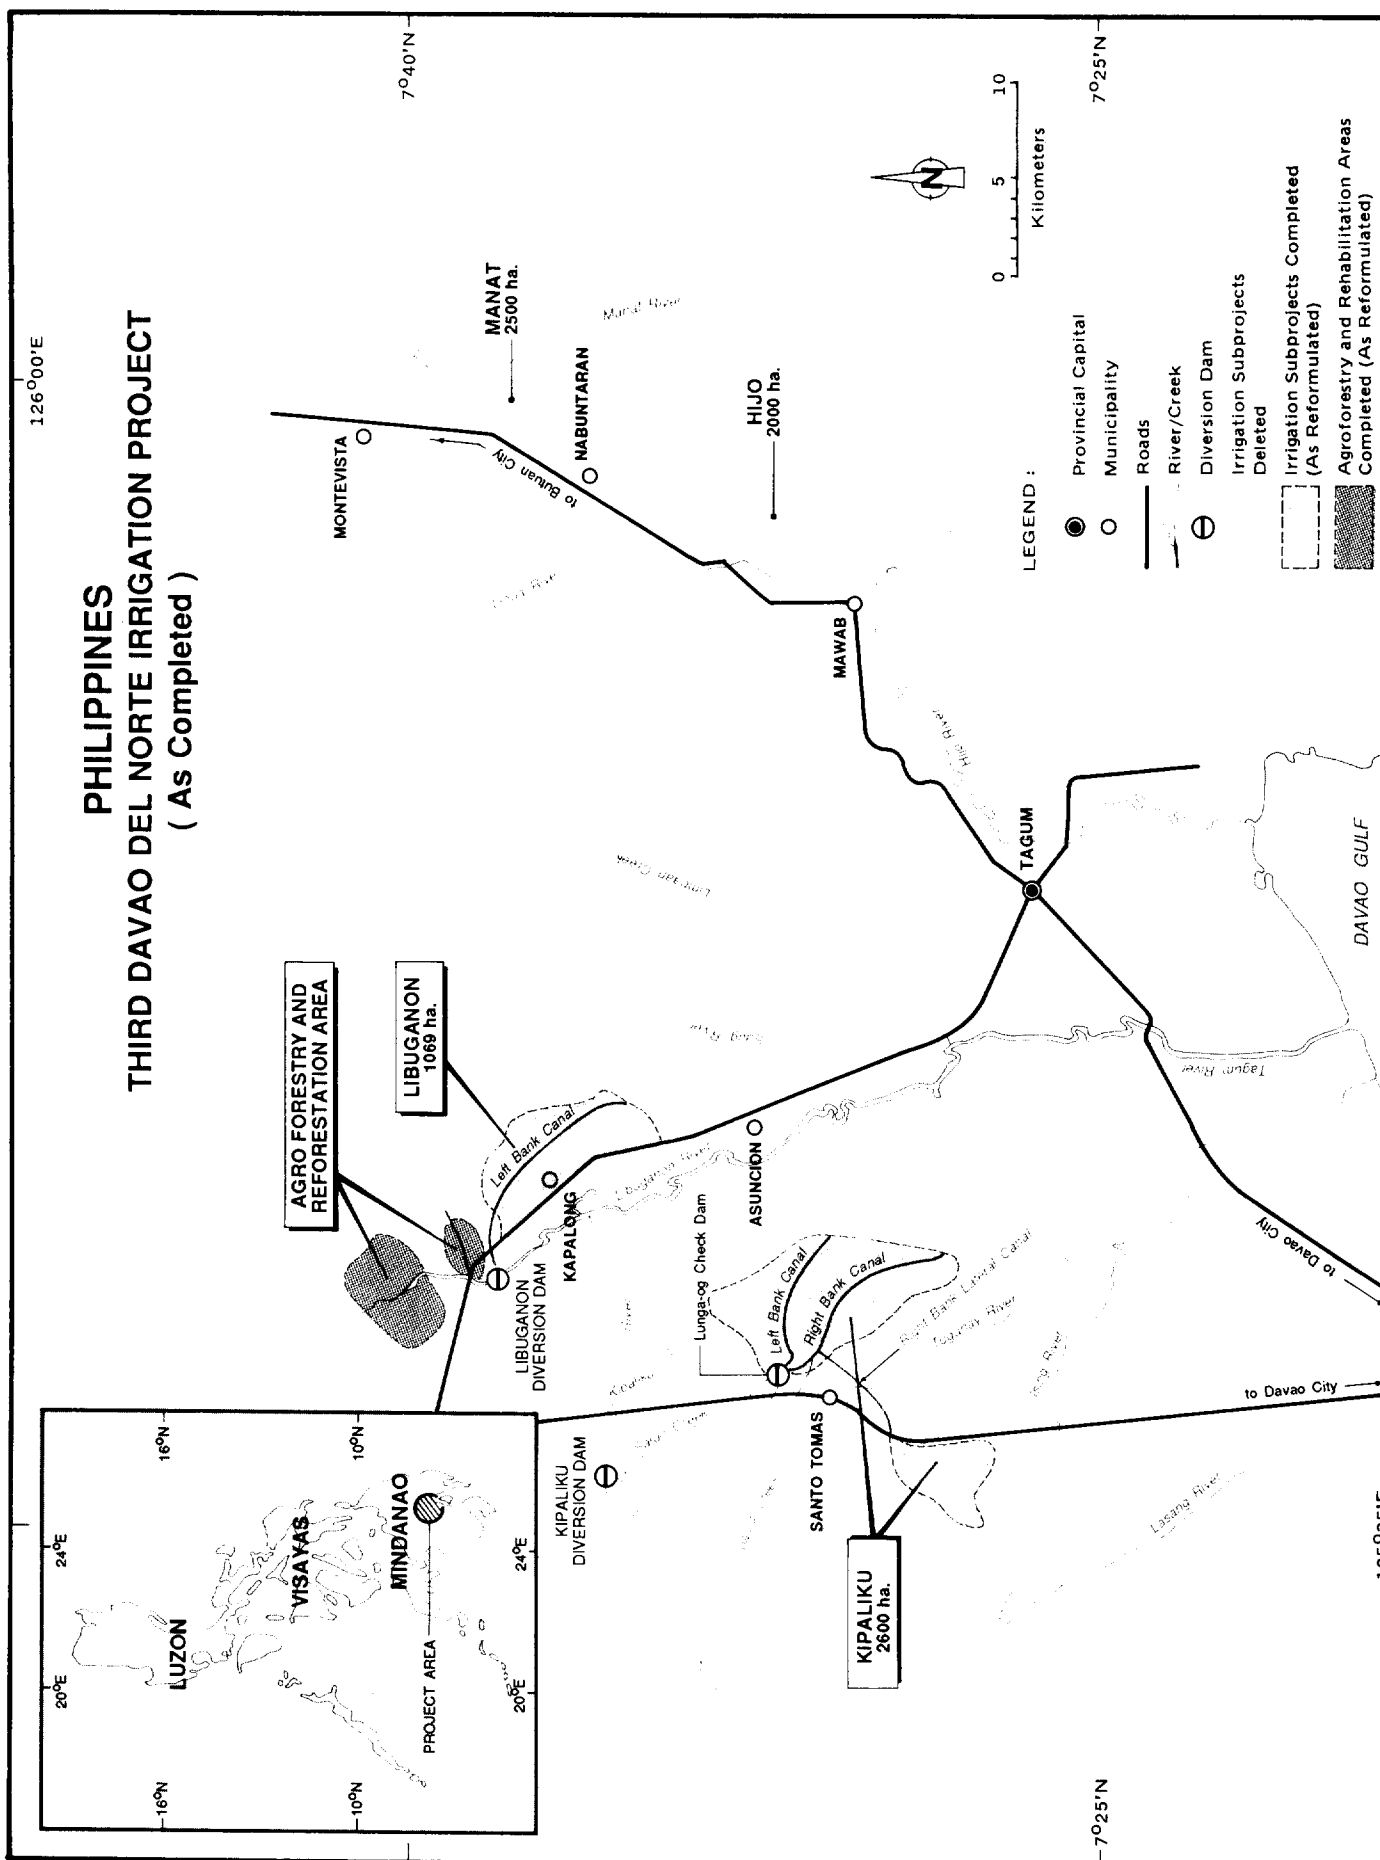 PHILIPPINES
THIRD DAVAO DEL NORTE IRRIGATION PROJECT
( As Completed )
126°00'E
7°40'N
7°25'N
16°N
10°N
24°E
20°E
16°N
10°N
24°E
20°E
LUZON
VISAYAS
MINDANAO
PROJECT AREA
AGRO FORESTRY AND
REFORESTATION AREA
LIBUGANON
1069 ha.
MONTEVISTA
to Butuan City
MANAT
2500 ha.
NABUNTARAN
Manat River
HIJO
2000 ha.
MAWAB
Hijo River
Left Bank Canal
KAPALONG
LIBUGANON
DIVERSION DAM
Libuganon River
KIPALIKU
DIVERSION DAM
Lunga-og Check Dam
ASUNCION
Left Bank Canal
Right Bank Canal
Right Bank Lateral Canal
SANTO TOMAS
KIPALIKU
2600 ha.
TAGUM
Tagum River
Lasang River
to Davao City
to Davao City
DAVAO GULF
7°25'N
0 5 10
Kilometers
N
LEGEND :
Provincial Capital
Municipality
Roads
River/Creek
Diversion Dam
Irrigation Subprojects
Deleted
Irrigation Subprojects Completed
(As Reformulated)
Agroforestry and Rehabilitation Areas
Completed (As Reformulated)